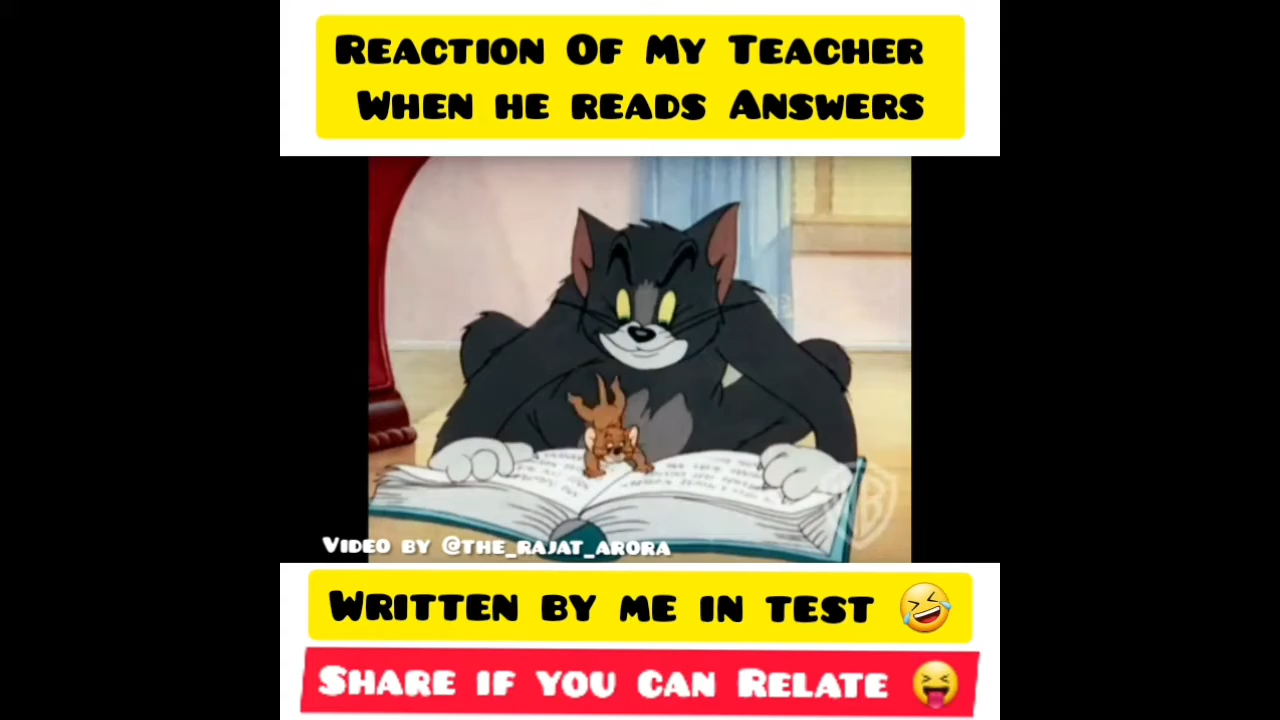 Reaction Of My Teacher
When he reads Answers
Video by @the_rajat_arora
Written by me in test 🤣
Share if you can Relate 😝